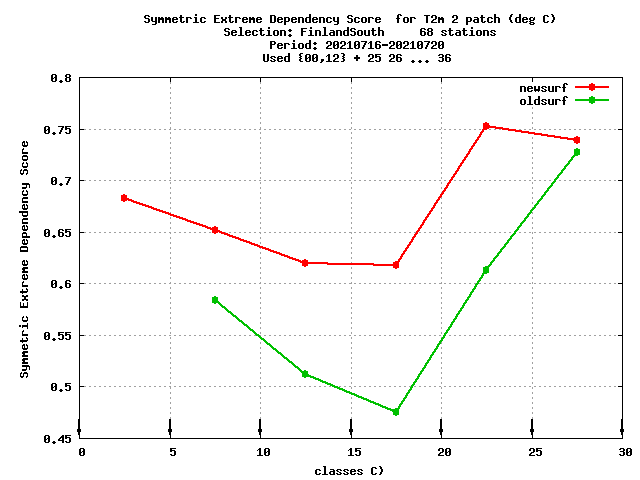 Symmetric Extreme Dependency Score  for T2m 2 patch (deg C)
Selection: FinlandSouth     68 stations
Period: 20210716-20210720
Used {00,12} + 25 26 ... 36
newsurf
oldsurf
0.8
0.75
0.7
0.65
0.6
0.55
0.5
0.45
Symmetric Extreme Dependency Score
0 5 10 15 20 25 30
classes C)